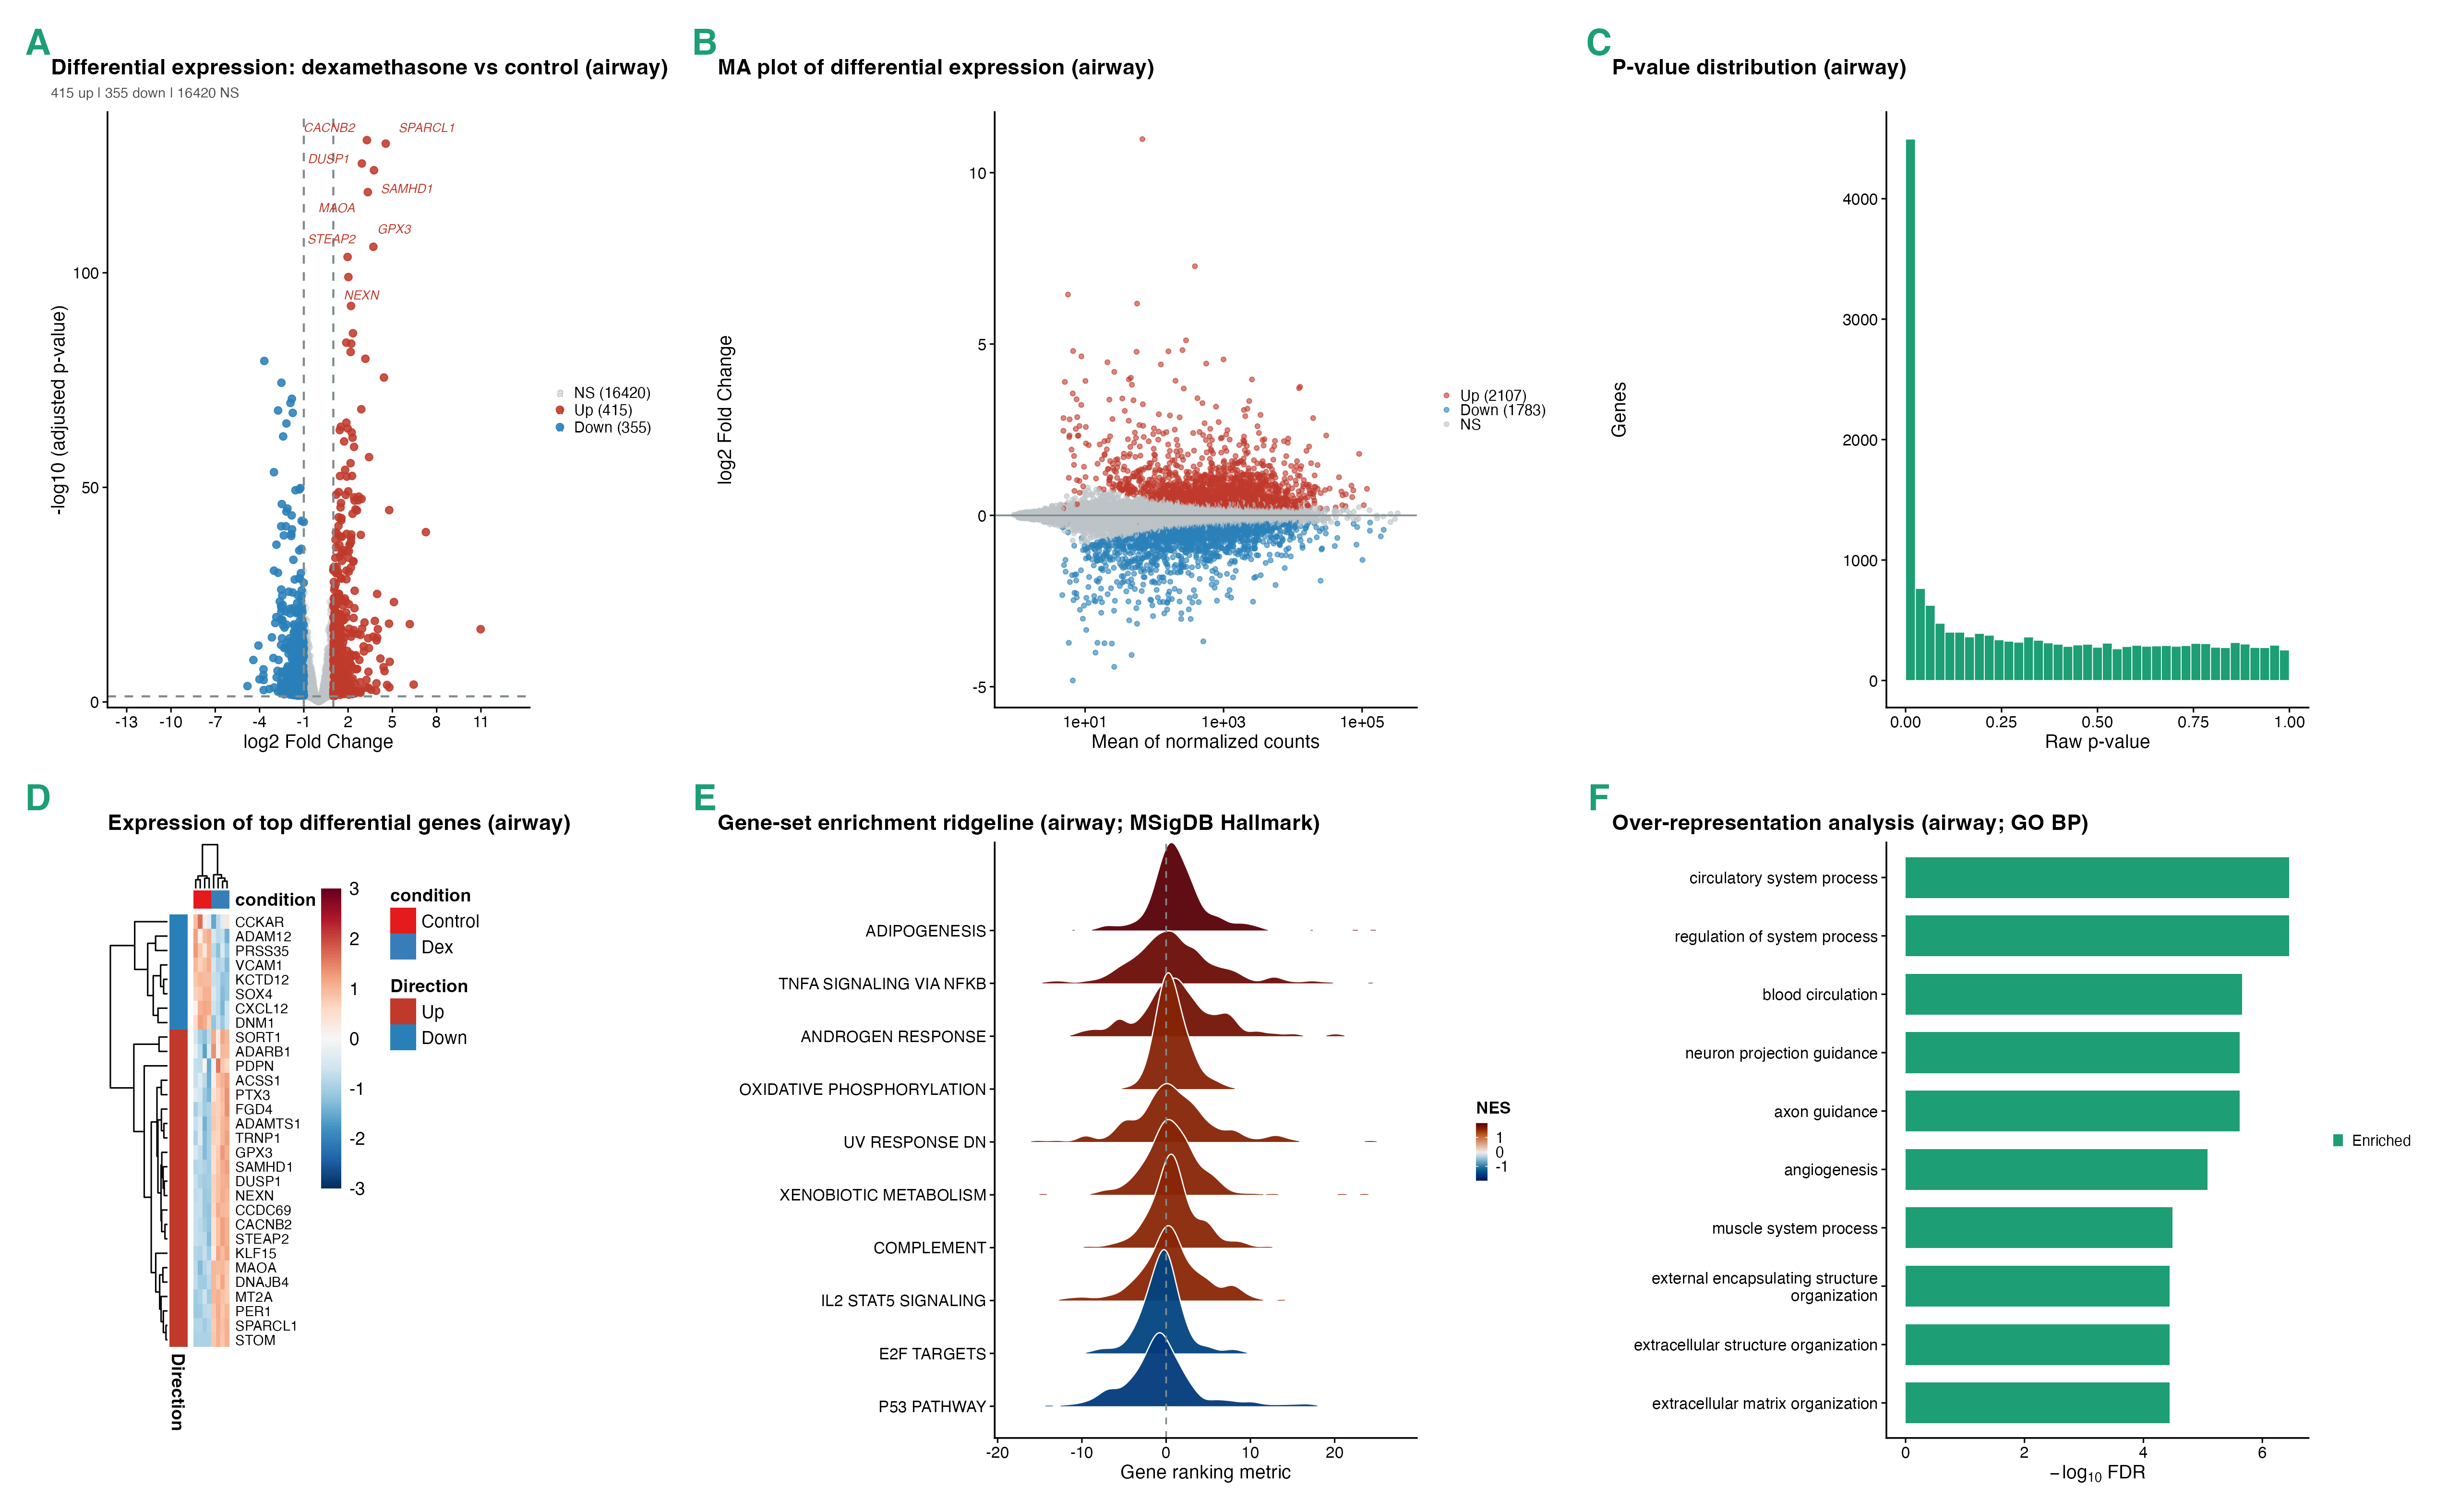 A
Differential expression: dexamethasone vs control (airway)
415 up | 355 down | 16420 NS
CACNB2
SPARCL1
DUSP1
SAMHD1
MAOA
GPX3
STEAP2
NEXN
100
50
0
-log10 (adjusted p-value)
-13 -10 -7 -4 -1 2 5 8 11
log2 Fold Change
NS (16420)
Up (415)
Down (355)
B
MA plot of differential expression (airway)
10
5
0
-5
log2 Fold Change
1e+01 1e+03 1e+05
Mean of normalized counts
Up (2107)
Down (1783)
NS
C
P-value distribution (airway)
4000
3000
2000
1000
0
Genes
0.00 0.25 0.50 0.75 1.00
Raw p-value
D
Expression of top differential genes (airway)
condition
CCKAR
ADAM12
PRSS35
VCAM1
KCTD12
SOX4
CXCL12
DNM1
SORT1
ADARB1
PDPN
ACSS1
PTX3
FGD4
ADAMTS1
TRNP1
GPX3
SAMHD1
DUSP1
NEXN
CCDC69
CACNB2
STEAP2
KLF15
MAOA
DNAJB4
MT2A
PER1
SPARCL1
STOM
Direction
3
2
1
0
-1
-2
-3
condition
Control
Dex
Direction
Up
Down
E
Gene-set enrichment ridgeline (airway; MSigDB Hallmark)
ADIPOGENESIS
TNFA SIGNALING VIA NFKB
ANDROGEN RESPONSE
OXIDATIVE PHOSPHORYLATION
UV RESPONSE DN
XENOBIOTIC METABOLISM
COMPLEMENT
IL2 STAT5 SIGNALING
E2F TARGETS
P53 PATHWAY
-20 -10 0 10 20
Gene ranking metric
NES
1
0
-1
F
Over-representation analysis (airway; GO BP)
circulatory system process
regulation of system process
blood circulation
neuron projection guidance
axon guidance
angiogenesis
muscle system process
external encapsulating structure
organization
extracellular structure organization
extracellular matrix organization
0 2 4 6
−log10 FDR
Enriched